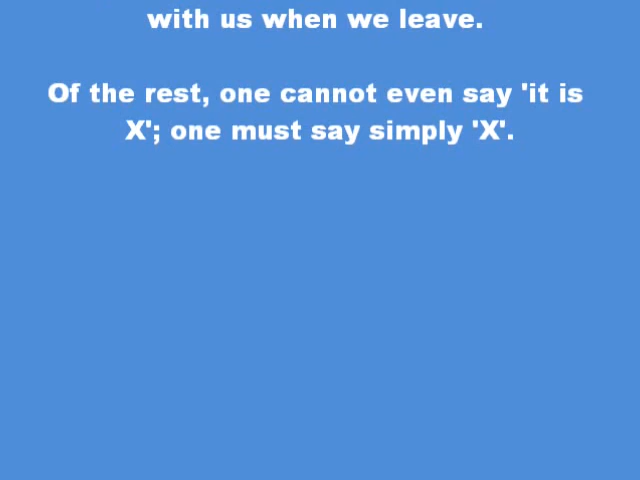 with us when we leave.
Of the rest, one cannot even say 'it is
X'; one must say simply 'X'.